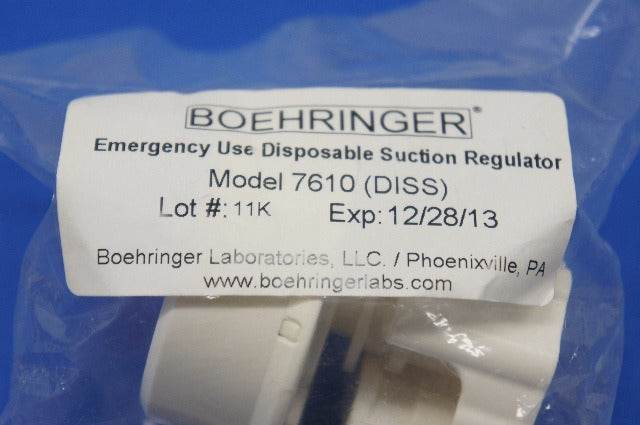 BOEHRINGER®
Emergency Use Disposable Suction Regulator
Model 7610 (DISS)
Lot #: 11K Exp: 12/28/13
Boehringer Laboratories, LLC. / Phoenixville, PA
www.boehringerlabs.com